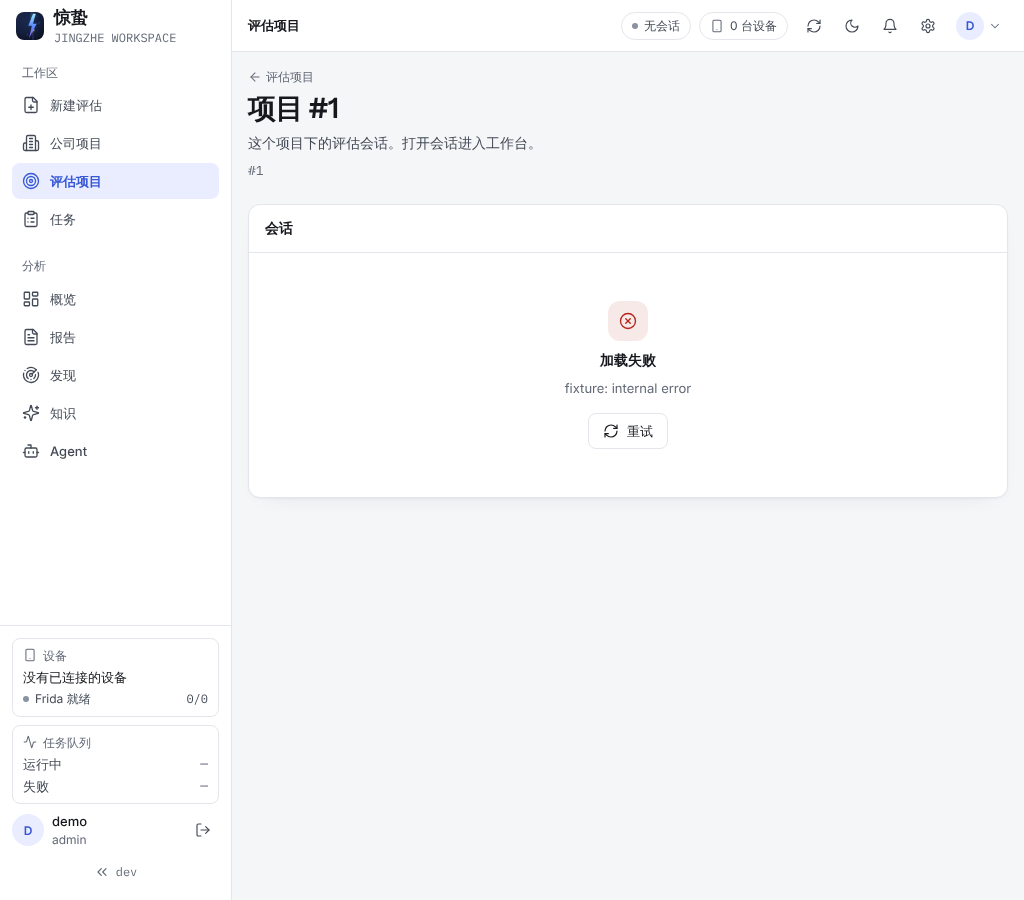 惊蛰
JINGZHE WORKSPACE
工作区
新建评估
公司项目
评估项目
任务
分析
概览
报告
发现
知识
Agent
设备
没有已连接的设备
Frida 就绪 0/0
任务队列
运行中 —
失败 —
D
demo
admin
dev
评估项目
无会话
0 台设备
D
评估项目
项目 #1
这个项目下的评估会话。打开会话进入工作台。
#1
会话
加载失败
fixture: internal error
重试